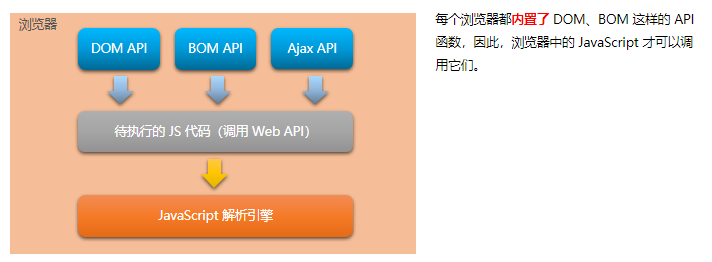 浏览器
DOM API
BOM API
Ajax API
待执行的 JS 代码（调用 Web API）
JavaScript 解析引擎
每个浏览器都内置了 DOM、BOM 这样的 API
函数，因此，浏览器中的 JavaScript 才可以调
用它们。